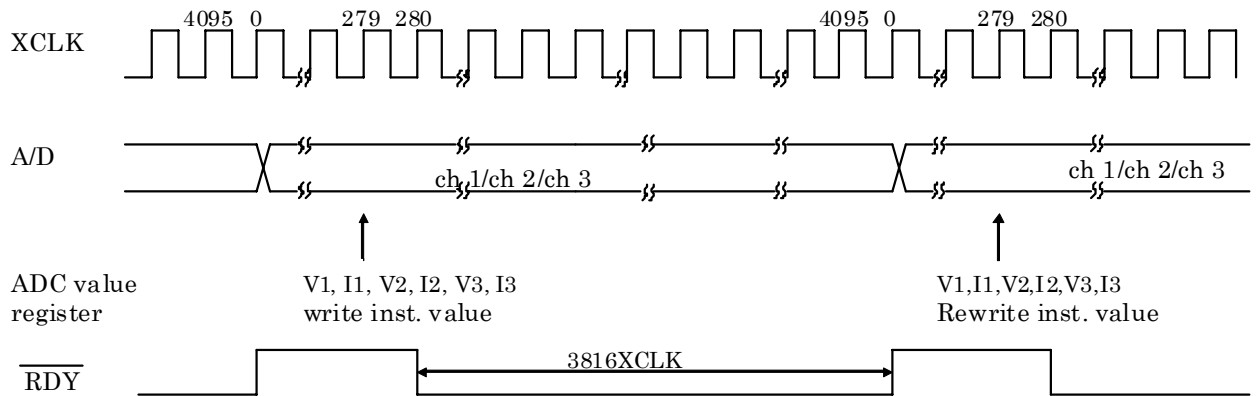 4095 0 279 280 4095 0 279 280
XCLK
A/D
ch 1/ch 2/ch 3 ch 1/ch 2/ch 3
ADC value V1, I1, V2, I2, V3, I3 V1,I1,V2,I2,V3,I3
register write inst. value Rewrite inst. value
3816XCLK
RDY